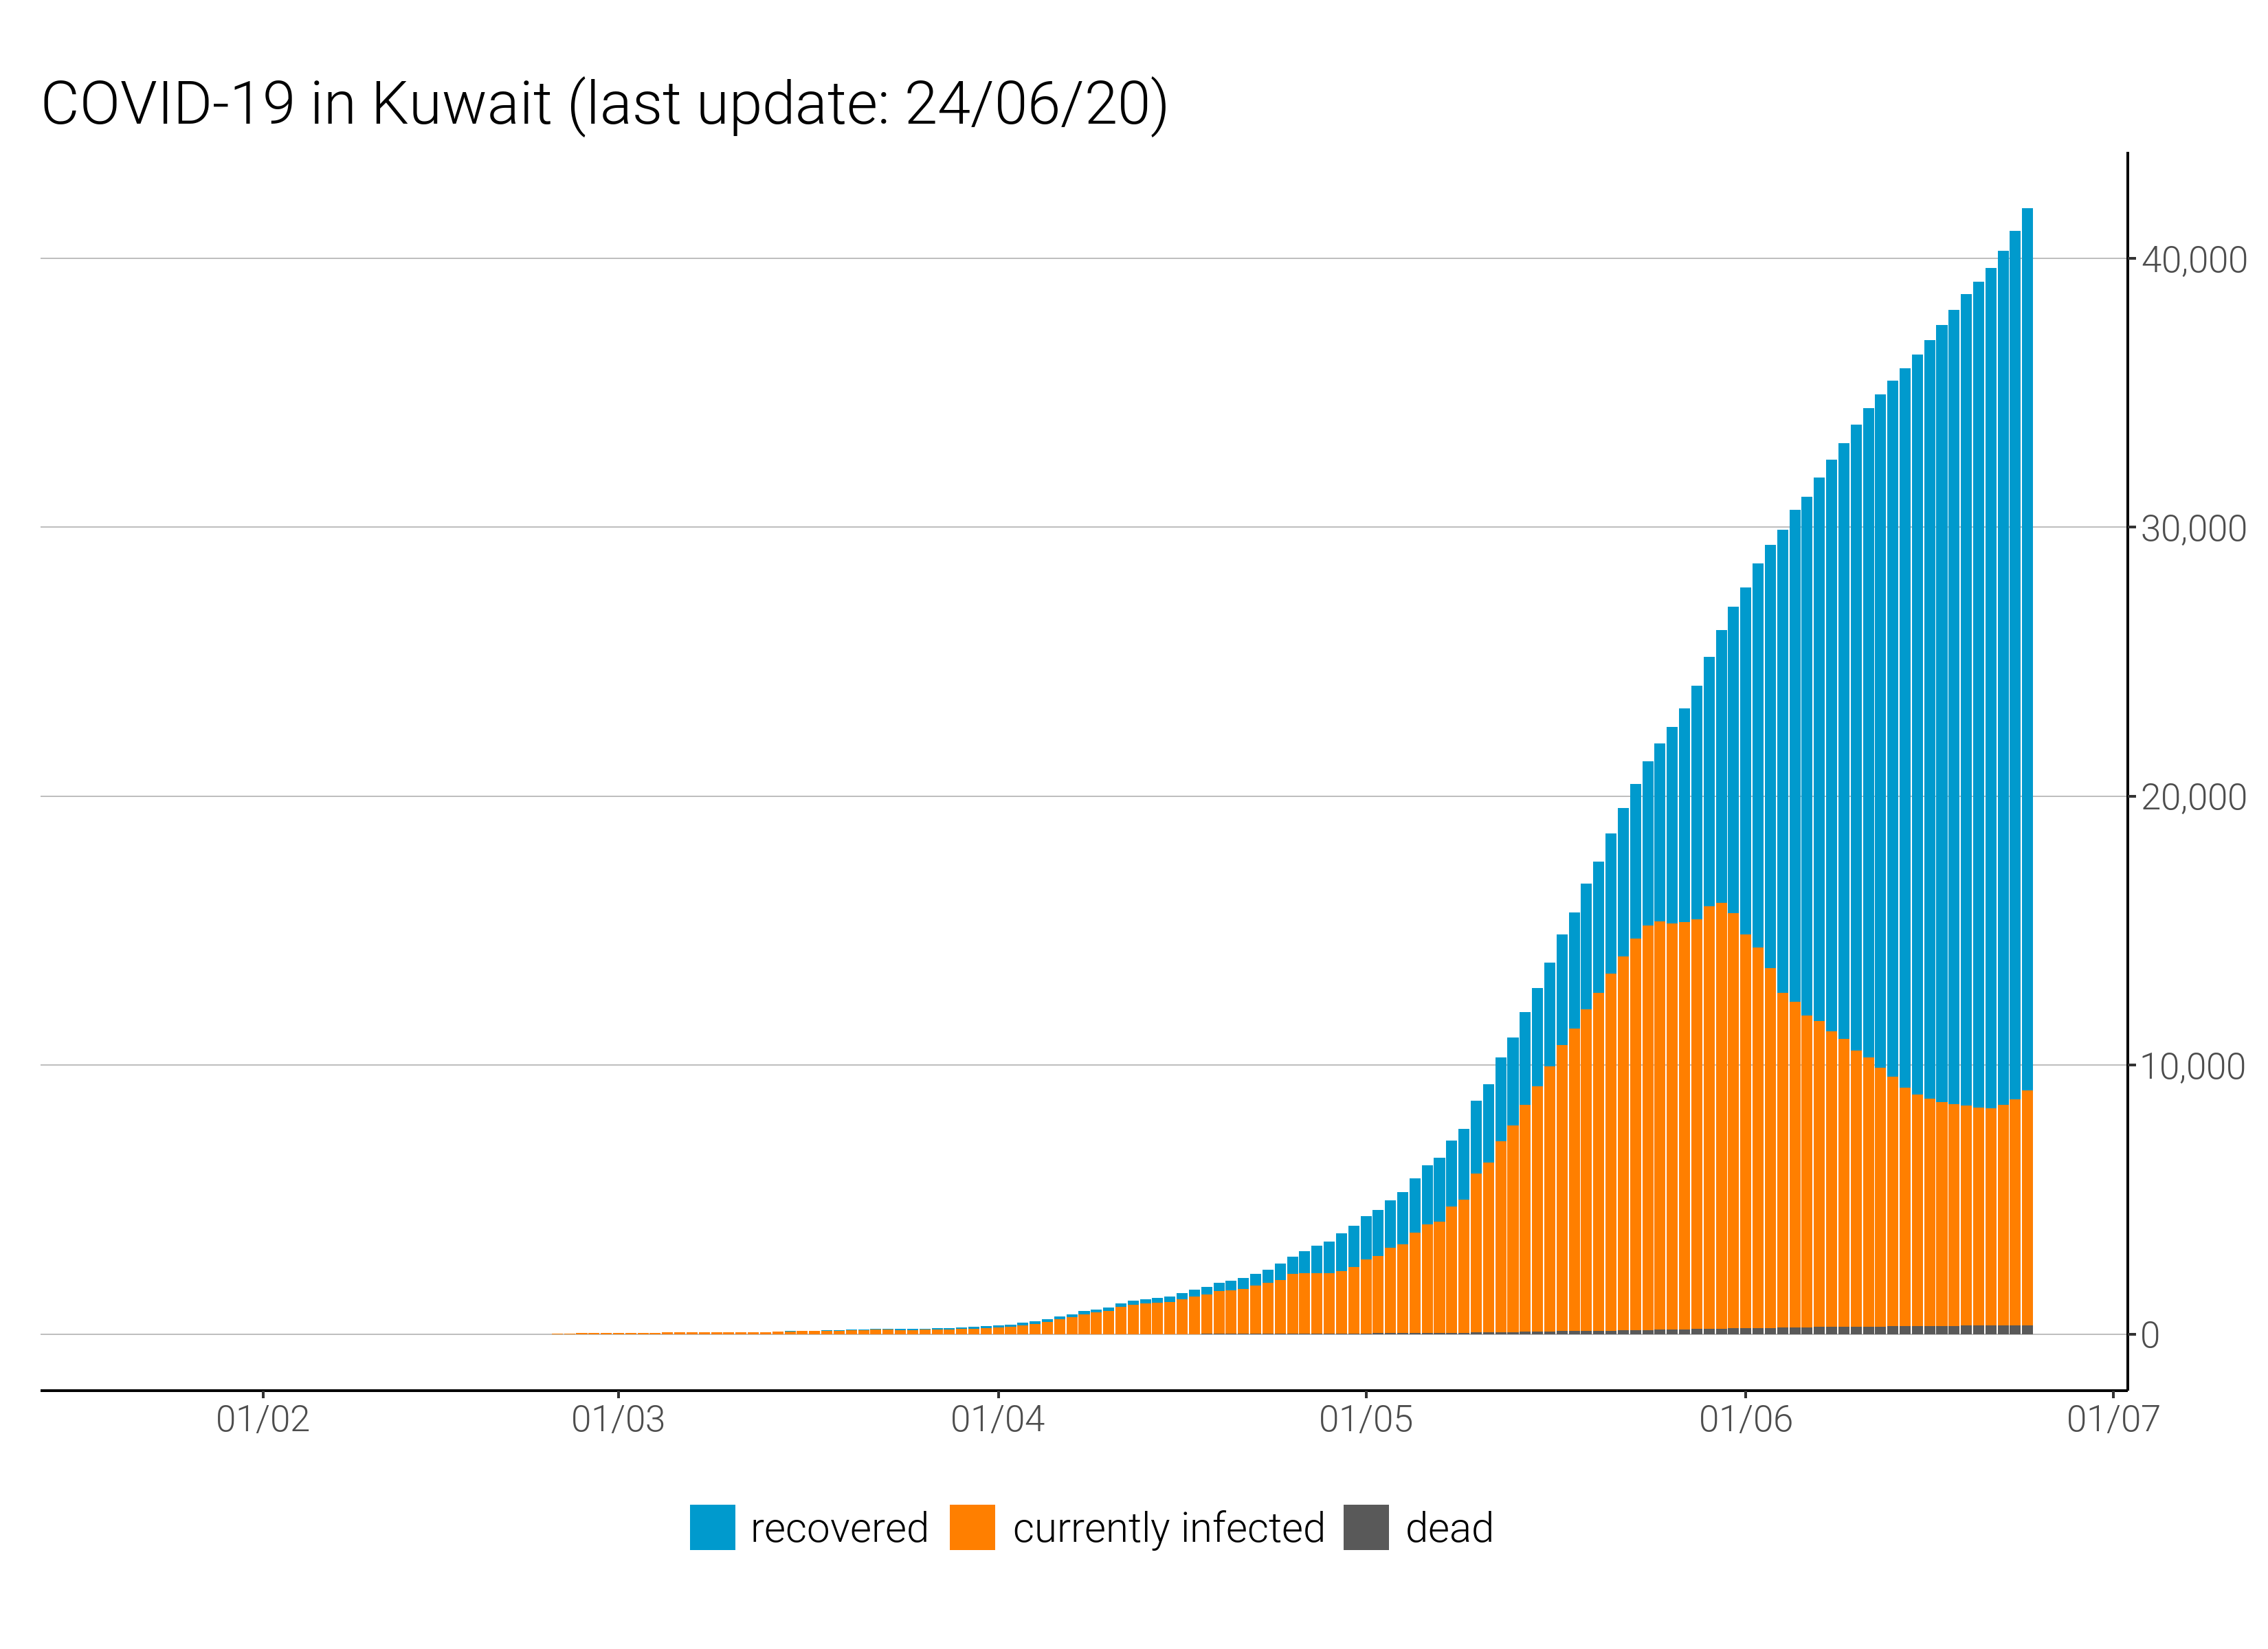 COVID-19 in Kuwait (last update: 24/06/20)
40,000
30,000
20,000
10,000
0
01/02 01/03 01/04 01/05 01/06 01/07
recovered currently infected dead